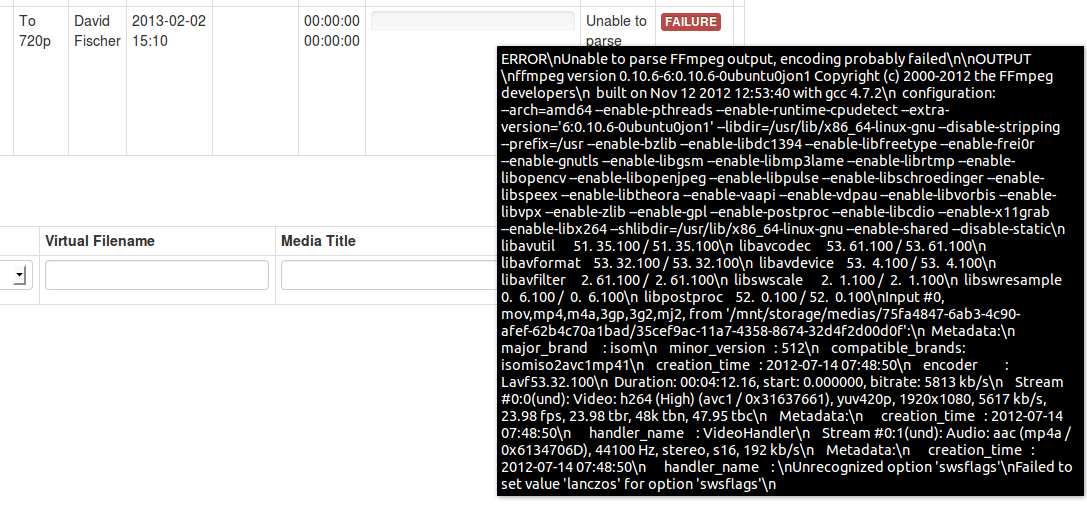 To
720p
David
Fischer
2013-02-02
15:10
00:00:00
00:00:00
Unable to
parse
FAILURE
ERROR\nUnable to parse FFmpeg output, encoding probably failed\n\nOUTPUT
\nffmpeg version 0.10.6-6:0.10.6-0ubuntu0jon1 Copyright (c) 2000-2012 the FFmpeg
developers\n  built on Nov 12 2012 12:53:40 with gcc 4.7.2\n  configuration:
--arch=amd64 --enable-pthreads --enable-runtime-cpudetect --extra-
version='6:0.10.6-0ubuntu0jon1' --libdir=/usr/lib/x86_64-linux-gnu --disable-stripping
--prefix=/usr --enable-bzlib --enable-libdc1394 --enable-libfreetype --enable-frei0r
--enable-gnutls --enable-libgsm --enable-libmp3lame --enable-librtmp --enable-
libopencv --enable-libopenjpeg --enable-libpulse --enable-libschroedinger --enable-
libspeex --enable-libtheora --enable-vaapi --enable-vdpau --enable-libvorbis --enable-
libvpx --enable-zlib --enable-gpl --enable-postproc --enable-libcdio --enable-x11grab
--enable-libx264 --shlibdir=/usr/lib/x86_64-linux-gnu --enable-shared --disable-static\n
libavutil 51. 35.100 / 51. 35.100\n libavcodec 53. 61.100 / 53. 61.100\n
libavformat 53. 32.100 / 53. 32.100\n libavdevice 53. 4.100 / 53. 4.100\n
libavfilter 2. 61.100 / 2. 61.100\n libswscale 2. 1.100 / 2. 1.100\n libswresample
0. 6.100 / 0. 6.100\n libpostproc 52. 0.100 / 52. 0.100\nInput #0,
mov,mp4,m4a,3gp,3g2,mj2, from '/mnt/storage/medias/75fa4847-6ab3-4c90-
afef-62b4c70a1bad/35cef9ac-11a7-4358-8674-32d4f2d00d0f':\n Metadata:\n
major_brand : isom\n minor_version : 512\n compatible_brands:
isomiso2avc1mp41\n creation_time : 2012-07-14 07:48:50\n encoder :
Lavf53.32.100\n Duration: 00:04:12.16, start: 0.000000, bitrate: 5813 kb/s\n Stream
#0:0(und): Video: h264 (High) (avc1 / 0x31637661), yuv420p, 1920x1080, 5617 kb/s,
23.98 fps, 23.98 tbr, 48k tbn, 47.95 tbc\n Metadata:\n creation_time : 2012-07-14
07:48:50\n handler_name : VideoHandler\n Stream #0:1(und): Audio: aac (mp4a /
0x6134706D), 44100 Hz, stereo, s16, 192 kb/s\n Metadata:\n creation_time :
2012-07-14 07:48:50\n handler_name : \nUnrecognized option 'swsflags'\nFailed to
set value 'lanczos' for option 'swsflags'\n
Virtual Filename
Media Title